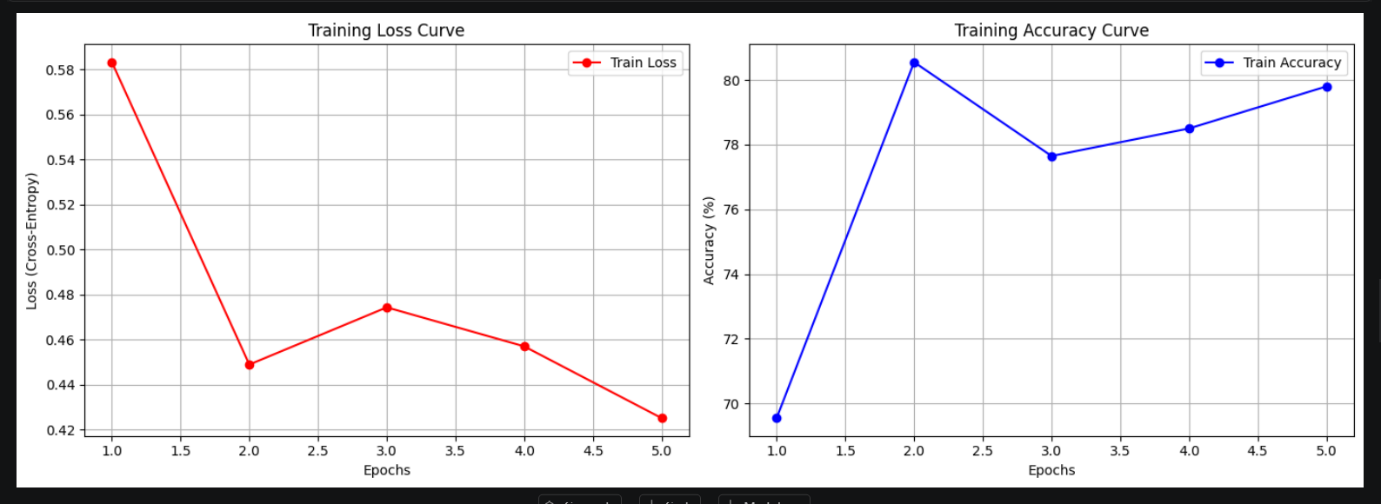 Training Loss Curve
Train Loss
Loss (Cross-Entropy)
0.58
0.56
0.54
0.52
0.50
0.48
0.46
0.44
0.42
1.0 1.5 2.0 2.5 3.0 3.5 4.0 4.5 5.0
Epochs
Training Accuracy Curve
Train Accuracy
Accuracy (%)
80
78
76
74
72
70
1.0 1.5 2.0 2.5 3.0 3.5 4.0 4.5 5.0
Epochs